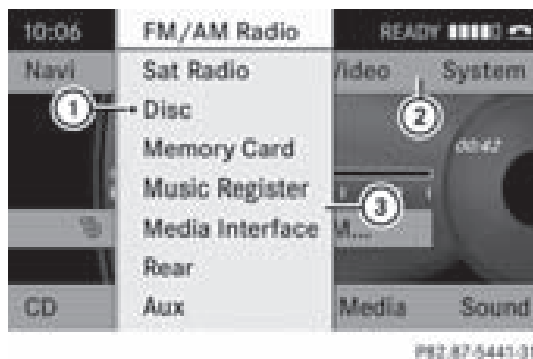 10:06 FM/AM Radio READY
Navi Sat Radio Video System
1 Disc 2
Memory Card 00:42
Music Register 3
Media Interface M...
Rear
CD Aux Media Sound
P82.87-5441-31